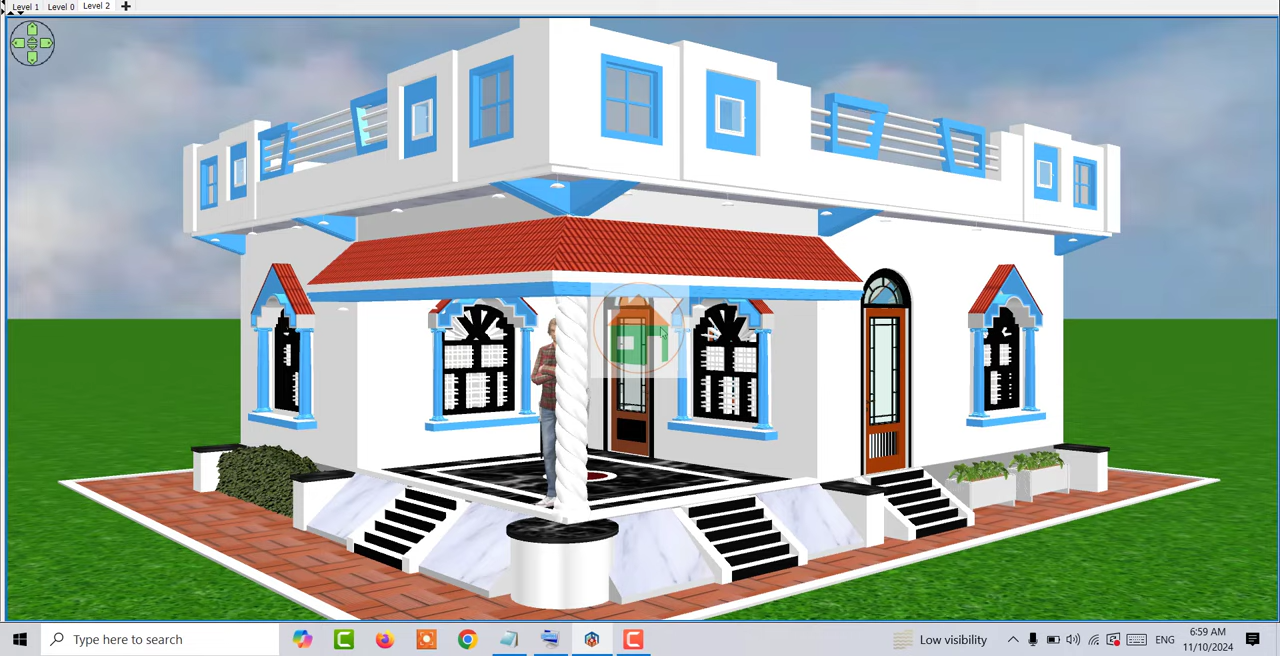 Level 1 Level 0 Level 2
Type here to search
Low visibility
ENG
6:59 AM
11/10/2024